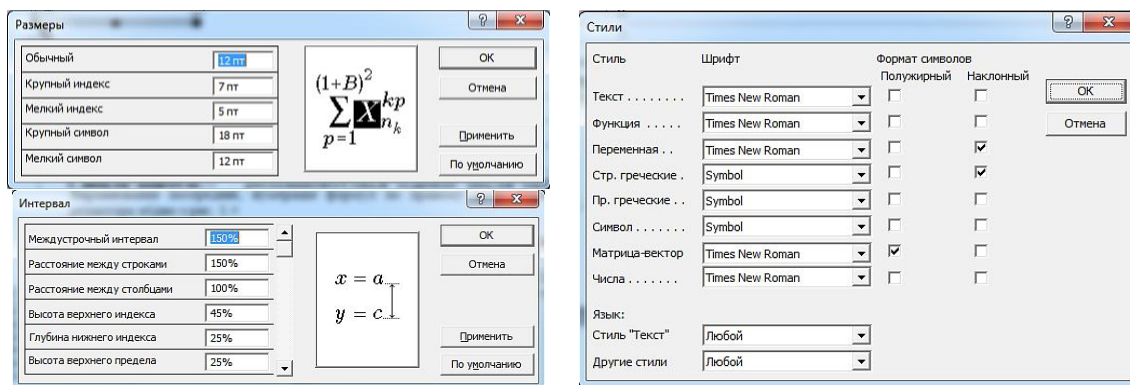 Размеры
Обычный 12 пт
Крупный индекс 7 пт
Мелкий индекс 5 пт
Крупный символ 18 пт
Мелкий символ 12 пт
(1+B)²
∑ X kp n k
p=1
OK
Отмена
Применить
По умолчанию
Интервал
Междустрочный интервал 150%
Расстояние между строками 150%
Расстояние между столбцами 100%
Высота верхнего индекса 45%
Глубина нижнего индекса 25%
Высота верхнего предела 25%
x = a
y = c
OK
Отмена
Применить
По умолчанию
Стили
Стиль Шрифт Формат символов
Полужирный Наклонный
Текст . . . . . . . . Times New Roman
Функция . . . . . Times New Roman
Переменная . . Times New Roman
Стр. греческие . Symbol
Пр. греческие . . Symbol
Символ . . . . . . . Symbol
Матрица-вектор Times New Roman
Числа . . . . . . . Times New Roman
Язык:
Стиль "Текст" Любой
Другие стили Любой
OK
Отмена